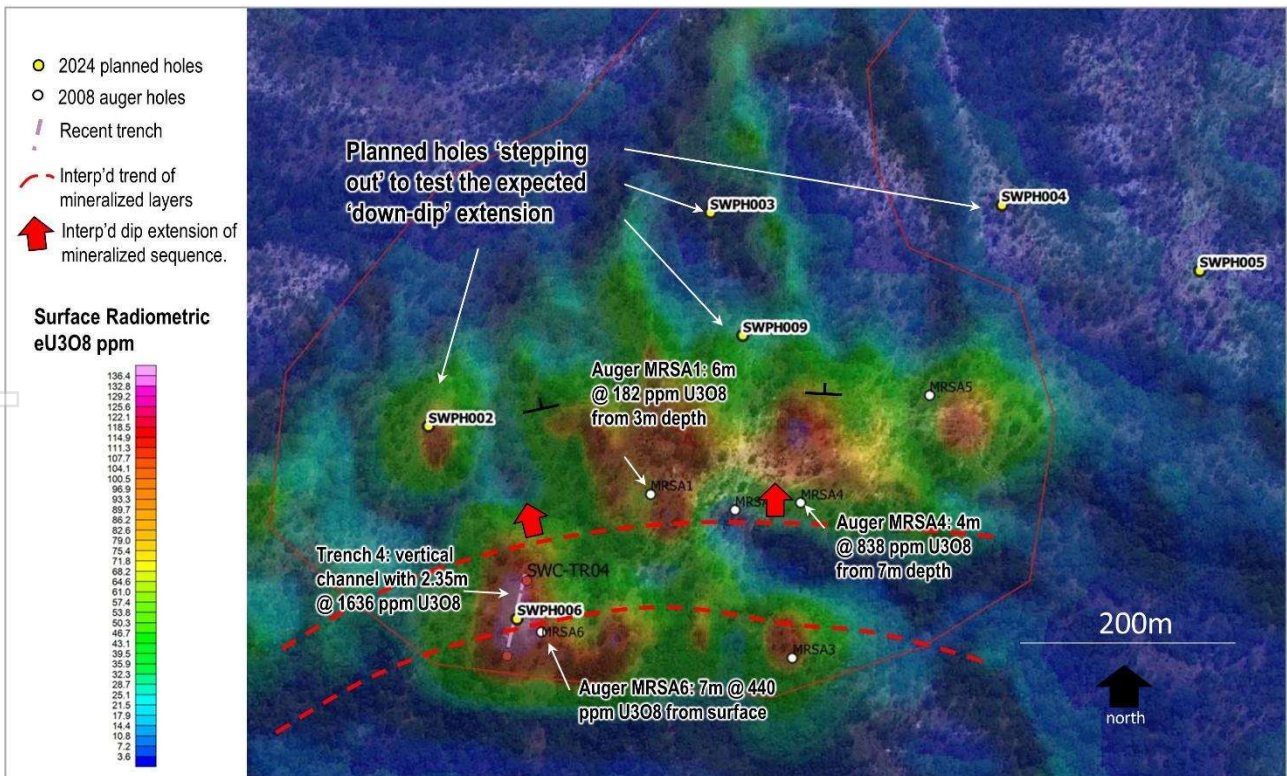 2024 planned holes
2008 auger holes
Recent trench
Interp'd trend of
mineralized layers
Interp'd dip extension of
mineralized sequence.
Surface Radiometric
eU3O8 ppm
136.4
132.8
129.2
125.6
122.1
118.5
114.9
111.3
107.7
104.1
100.5
96.9
93.3
89.7
86.2
82.6
79.0
75.4
71.8
68.2
64.6
61.0
57.4
53.8
50.3
46.7
43.1
39.5
35.9
32.3
28.7
25.1
21.5
17.9
14.4
10.8
7.2
3.6
Planned holes 'stepping
out' to test the expected
'down-dip' extension
SWPH003
SWPH004
SWPH005
SWPH009
Auger MRSA1: 6m
@ 182 ppm U3O8
from 3m depth
MRSA5
SWPH002
MRSA1
MRSA4
Auger MRSA4: 4m
@ 838 ppm U3O8
from 7m depth
Trench 4: vertical
channel with 2.35m
@ 1636 ppm U3O8
SWC-TR04
SWPH006
MRSA6
MRSA3
Auger MRSA6: 7m @ 440
ppm U3O8 from surface
200m
north